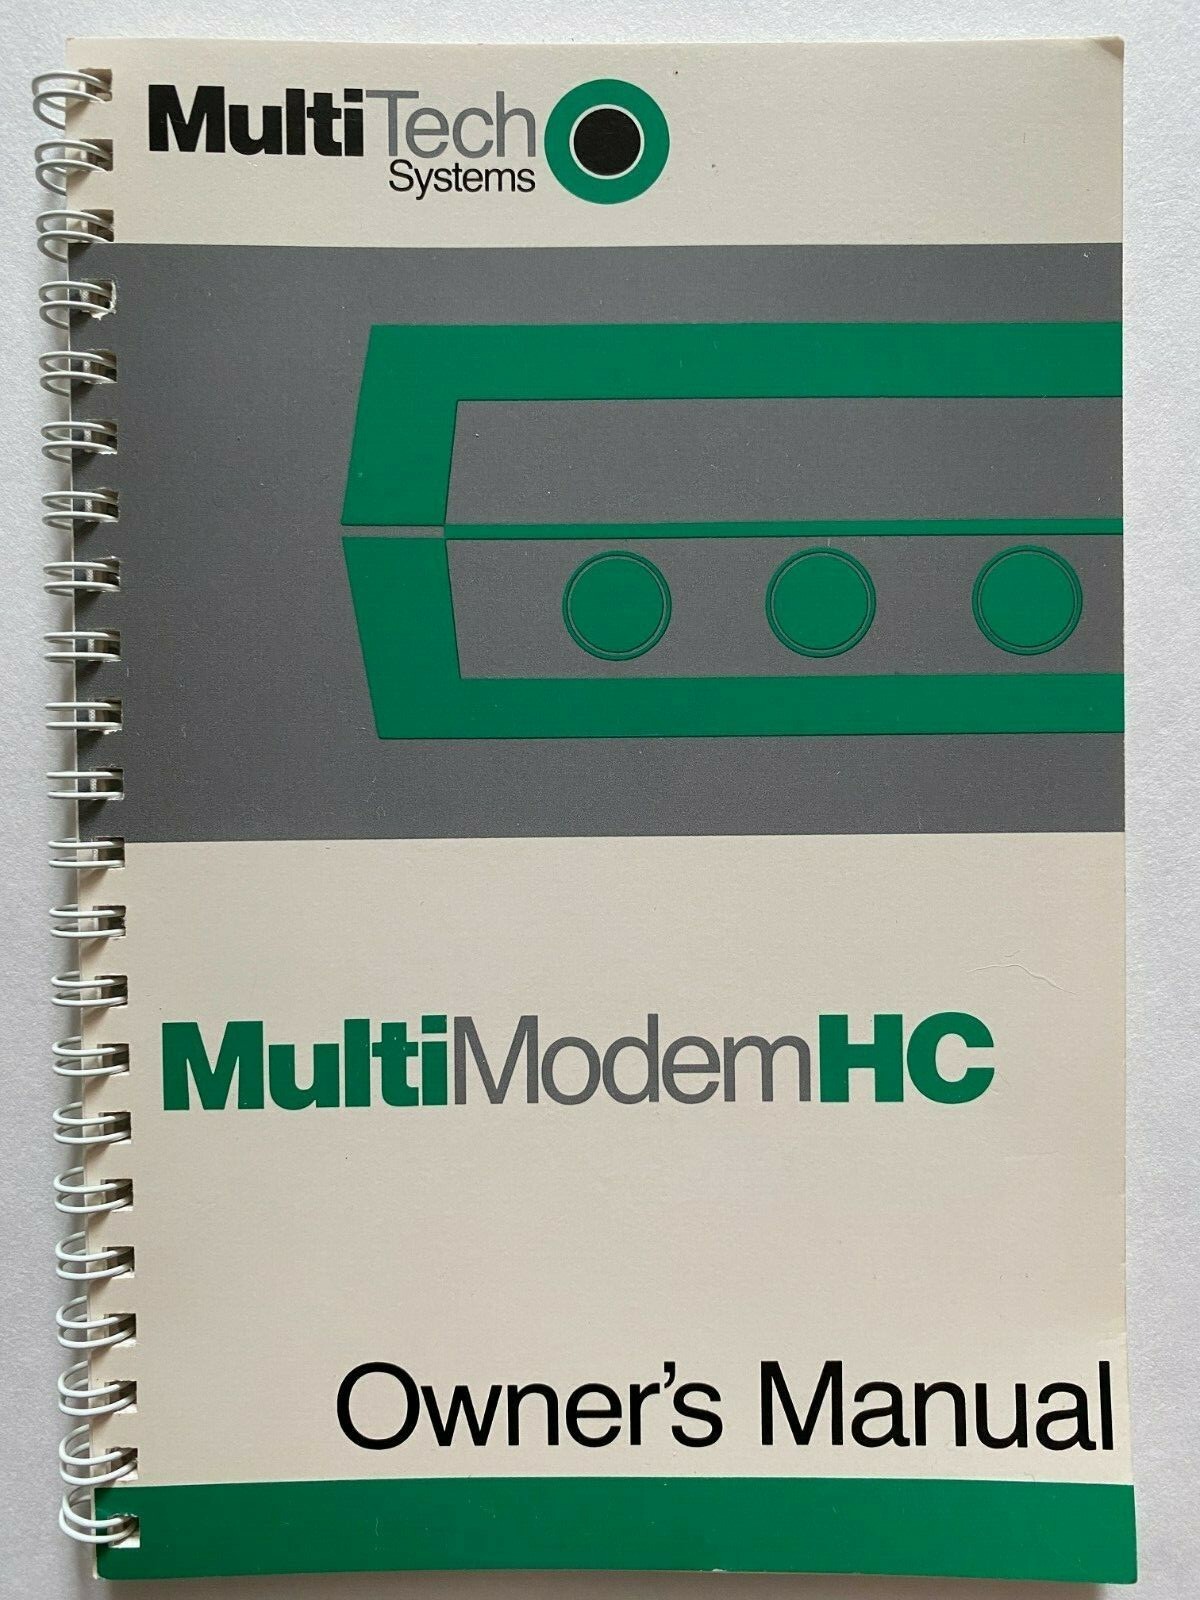 MultiTech
Systems
MultiModemHC
Owner's Manual